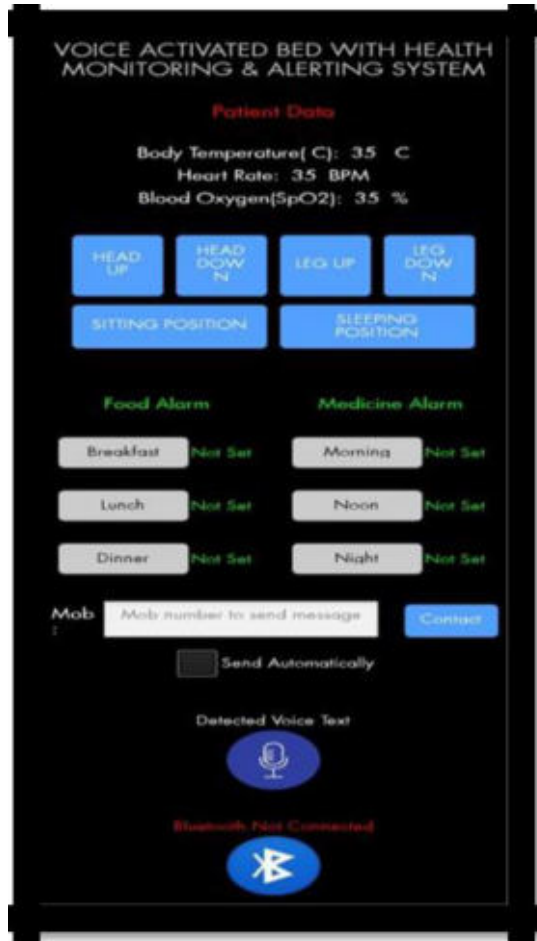 VOICE ACTIVATED BED WITH HEALTH
MONITORING & ALERTING SYSTEM
Patient Data
Body Temperature( C): 35 C
Heart Rate: 35 BPM
Blood Oxygen(SpO2): 35 %
HEAD
UP
HEAD
DOW
N
LEG UP
LEG
DOW
N
SITTING POSITION
SLEEPING
POSITION
Food Alarm
Medicine Alarm
Breakfast Not Set
Morning Not Set
Lunch Not Set
Noon Not Set
Dinner Not Set
Night Not Set
Mob
:
Mob number to send message
Contact
Send Automatically
Detected Voice Text
Bluetooth Not Connected